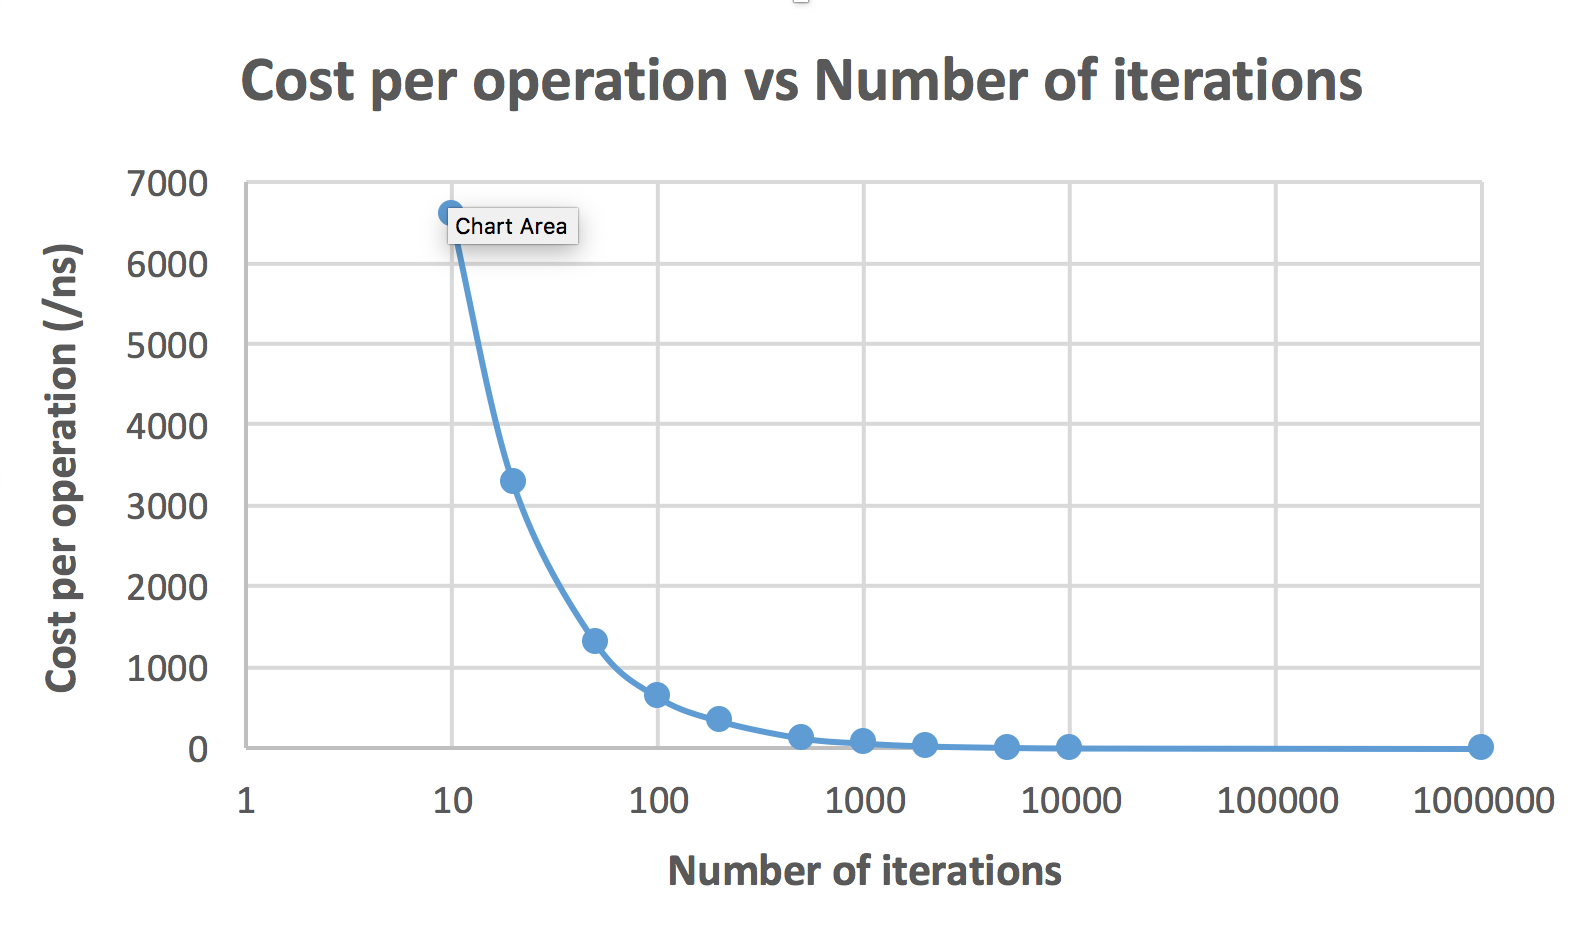 Cost per operation vs Number of iterations
7000
Chart Area
6000
5000
4000
3000
2000
1000
0
Cost per operation (/ns)
1 10 100 1000 10000 100000 1000000
Number of iterations